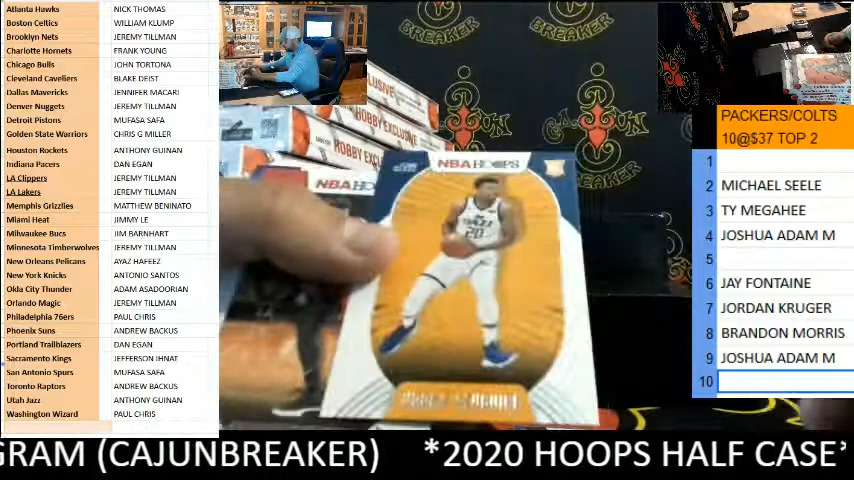 Atlanta Hawks NICK THOMAS
Boston Celtics WILLIAM KLUMP
Brooklyn Nets JEREMY TILLMAN
Charlotte Hornets FRANK YOUNG
Chicago Bulls JOHN TORTONA
Cleveland Cavaliers BLAKE DEIST
Dallas Mavericks JENNIFER MACARI
Denver Nuggets JEREMY TILLMAN
Detroit Pistons MUFASA SAFA
Golden State Warriors CHRIS G MILLER
Houston Rockets ANTHONY GUINAN
Indiana Pacers DAN EGAN
LA Clippers JEREMY TILLMAN
LA Lakers JEREMY TILLMAN
Memphis Grizzlies MATTHEW BENINATO
Miami Heat JIMMY LE
Milwaukee Bucs JIM BARNHART
Minnesota Timberwolves JEREMY TILLMAN
New Orleans Pelicans AYAZ HAFEEZ
New York Knicks ANTONIO SANTOS
Okla City Thunder ADAM ASADOORIAN
Orlando Magic JEREMY TILLMAN
Philadelphia 76ers PAUL CHRIS
Phoenix Suns ANDREW BACKUS
Portland Trailblazers DAN EGAN
Sacramento Kings JEFFERSON IHNAT
San Antonio Spurs MUFASA SAFA
Toronto Raptors ANDREW BACKUS
Utah Jazz ANTHONY GUINAN
Washington Wizard PAUL CHRIS
BREAKER
BREAKER
CAJUN
BREAKER
CAJUN
BREAKER
HOBBY EXCLUSIVE
HOBBY
NBA HOOPS
20
PACKERS/COLTS
10@$37 TOP 2
1
2 MICHAEL SEELE
3 TY MEGAHEE
4 JOSHUA ADAM M
5
6 JAY FONTAINE
7 JORDAN KRUGER
8 BRANDON MORRIS
9 JOSHUA ADAM M
10
GRAM (CAJUNBREAKER) *2020 HOOPS HALF CASE*